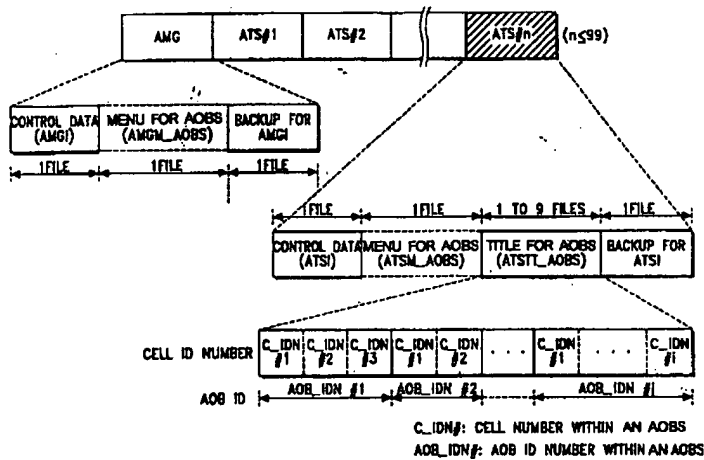 AMG ATS#1 ATS#2 ATS#n (n≤99)
CONTROL DATA (AMGI)
MENU FOR AOBS (AMGM_AOBS)
BACKUP FOR AMGI
1FILE 1FILE 1FILE
1FILE 1FILE 1 TO 9 FILES 1FILE
CONTROL DATA (ATSI)
MENU FOR AOBS (ATSM_AOBS)
TITLE FOR AOBS (ATSTT_AOBS)
BACKUP FOR ATSI
CELL ID NUMBER
C_IDN #1 C_IDN #2 C_IDN #3 C_IDN #1 C_IDN #2 ... C_IDN #1 ... C_IDN #i
AOB ID
AOB_IDN #1 AOB_IDN #2 AOB_IDN #j
C_IDN#: CELL NUMBER WITHIN AN AOBS
AOB_IDN#: AOB ID NUMBER WITHIN AN AOBS